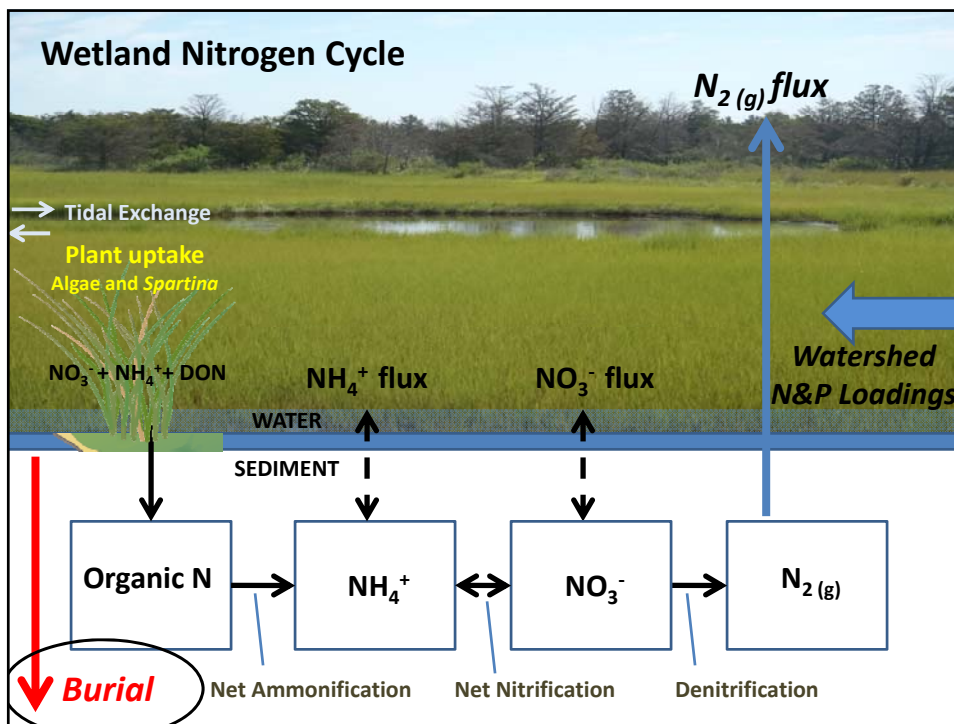 Wetland Nitrogen Cycle
N₂ (g) flux
Tidal Exchange
Plant uptake
Algae and Spartina
Watershed
N&P Loadings
NO₃⁻ + NH₄⁺ + DON
NH₄⁺ flux
NO₃⁻ flux
WATER
SEDIMENT
Organic N
NH₄⁺
NO₃⁻
N₂ (g)
Burial
Net Ammonification
Net Nitrification
Denitrification